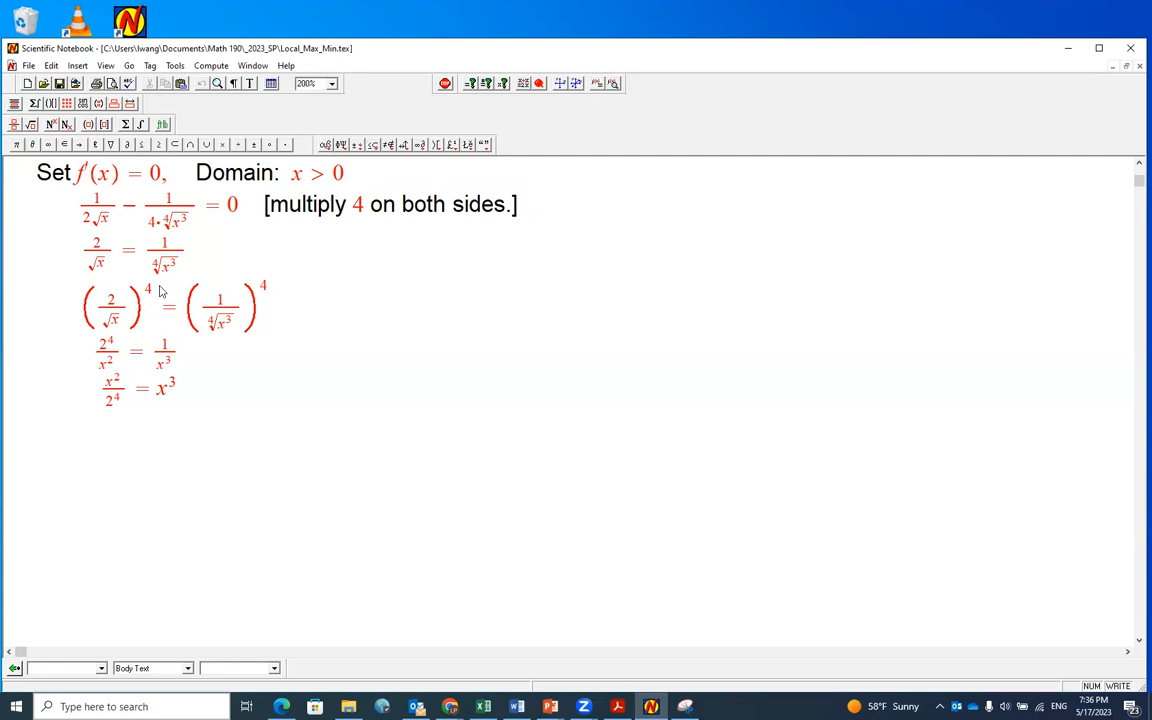 Scientific Notebook - [C:\Users\lwang\Documents\Math 190\_2023_SP\Local_Max_Min.tex]
File Edit Insert View Go Tag Tools Compute Window Help
200%
Set f'(x) = 0, Domain: x > 0
1/(2√x) − 1/(4·∜x³) = 0 [multiply 4 on both sides.]
2/√x = 1/∜x³
(2/√x)⁴ = (1/∜x³)⁴
2⁴/x² = 1/x³
x²/2⁴ = x³
Body Text
NUM WRITE
Type here to search
58°F Sunny
ENG
7:36 PM
5/17/2023
23